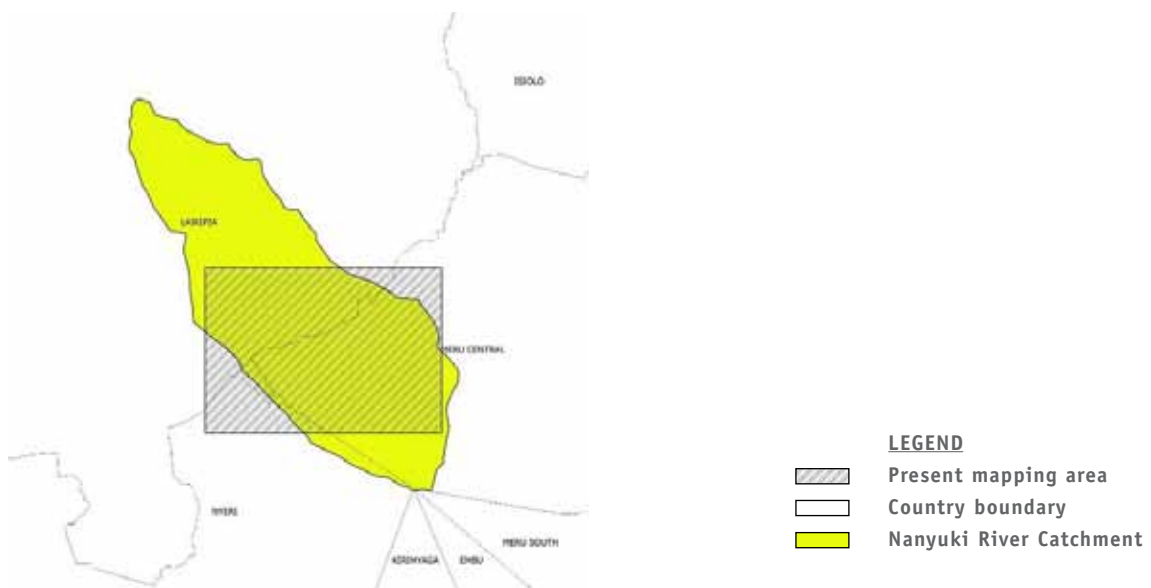 ISIOLO
LAIKIPIA
MERU CENTRAL
NYERI
MERU SOUTH
KIRINYAGA
EMBU
LEGEND
Present mapping area
Country boundary
Nanyuki River Catchment